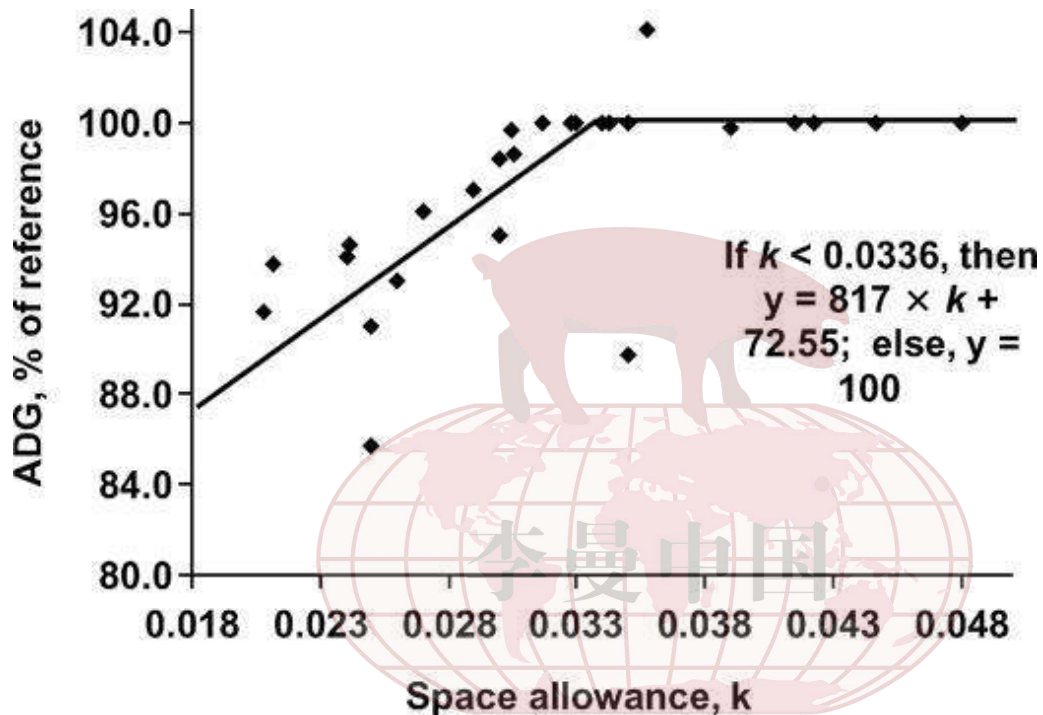 104.0
100.0
96.0
92.0
88.0
84.0
80.0
ADG, % of reference
If k < 0.0336, then
y = 817 × k +
72.55; else, y =
100
李曼中国
0.018 0.023 0.028 0.033 0.038 0.043 0.048
Space allowance, k